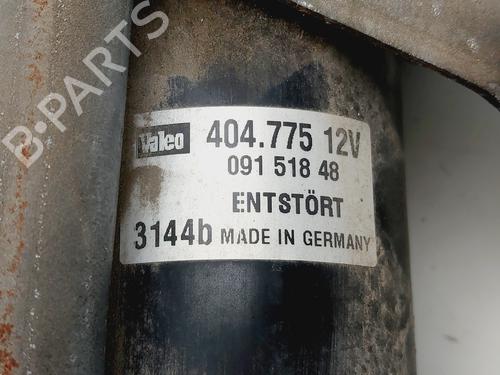 B-PARTS
Valeo 404.775 12V
091 518 48
ENTSTÖRT
3144b MADE IN GERMANY